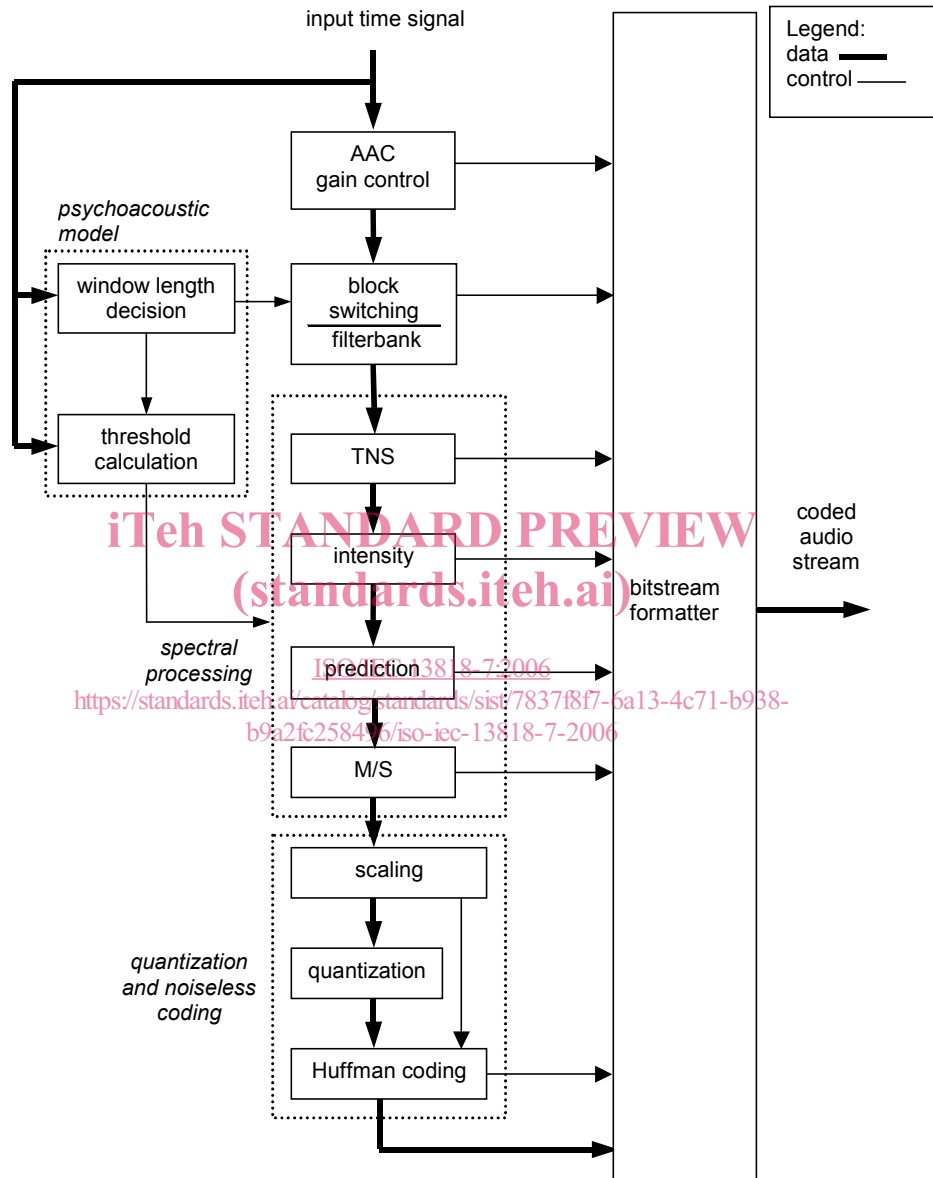 input time signal
Legend:
data
control
AAC
gain control
psychoacoustic
model
window length
decision
block
switching
filterbank
threshold
calculation
TNS
iTeh STANDARD PREVIEW
intensity
(standards.iteh.ai)
bitstream
formatter
coded
audio
stream
spectral
processing
ISO/IEC 13818-7:2006
prediction
https://standards.iteh.ai/catalog/standards/sist/7837f8f7-6a13-4c71-b938-
b9a2fc258496/iso-iec-13818-7-2006
M/S
scaling
quantization
quantization
and noiseless
coding
Huffman coding